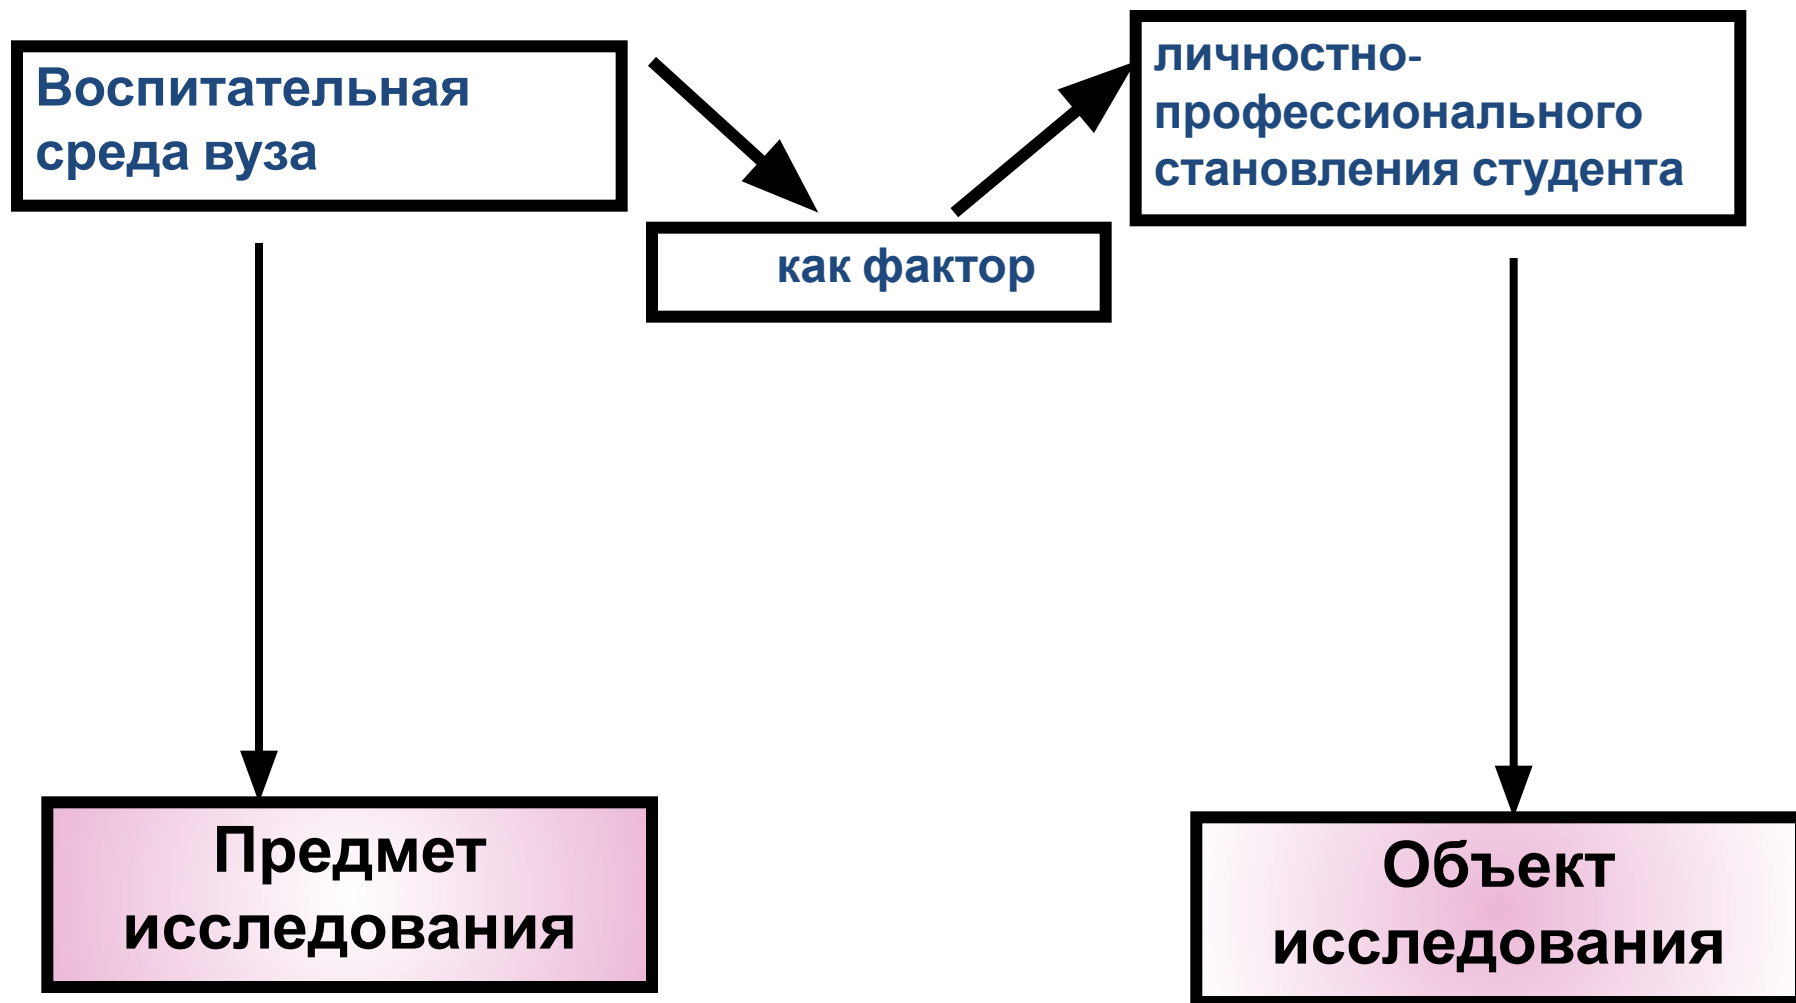 Воспитательная
среда вуза
как фактор
личностно-
профессионального
становления студента
Предмет
исследования
Объект
исследования